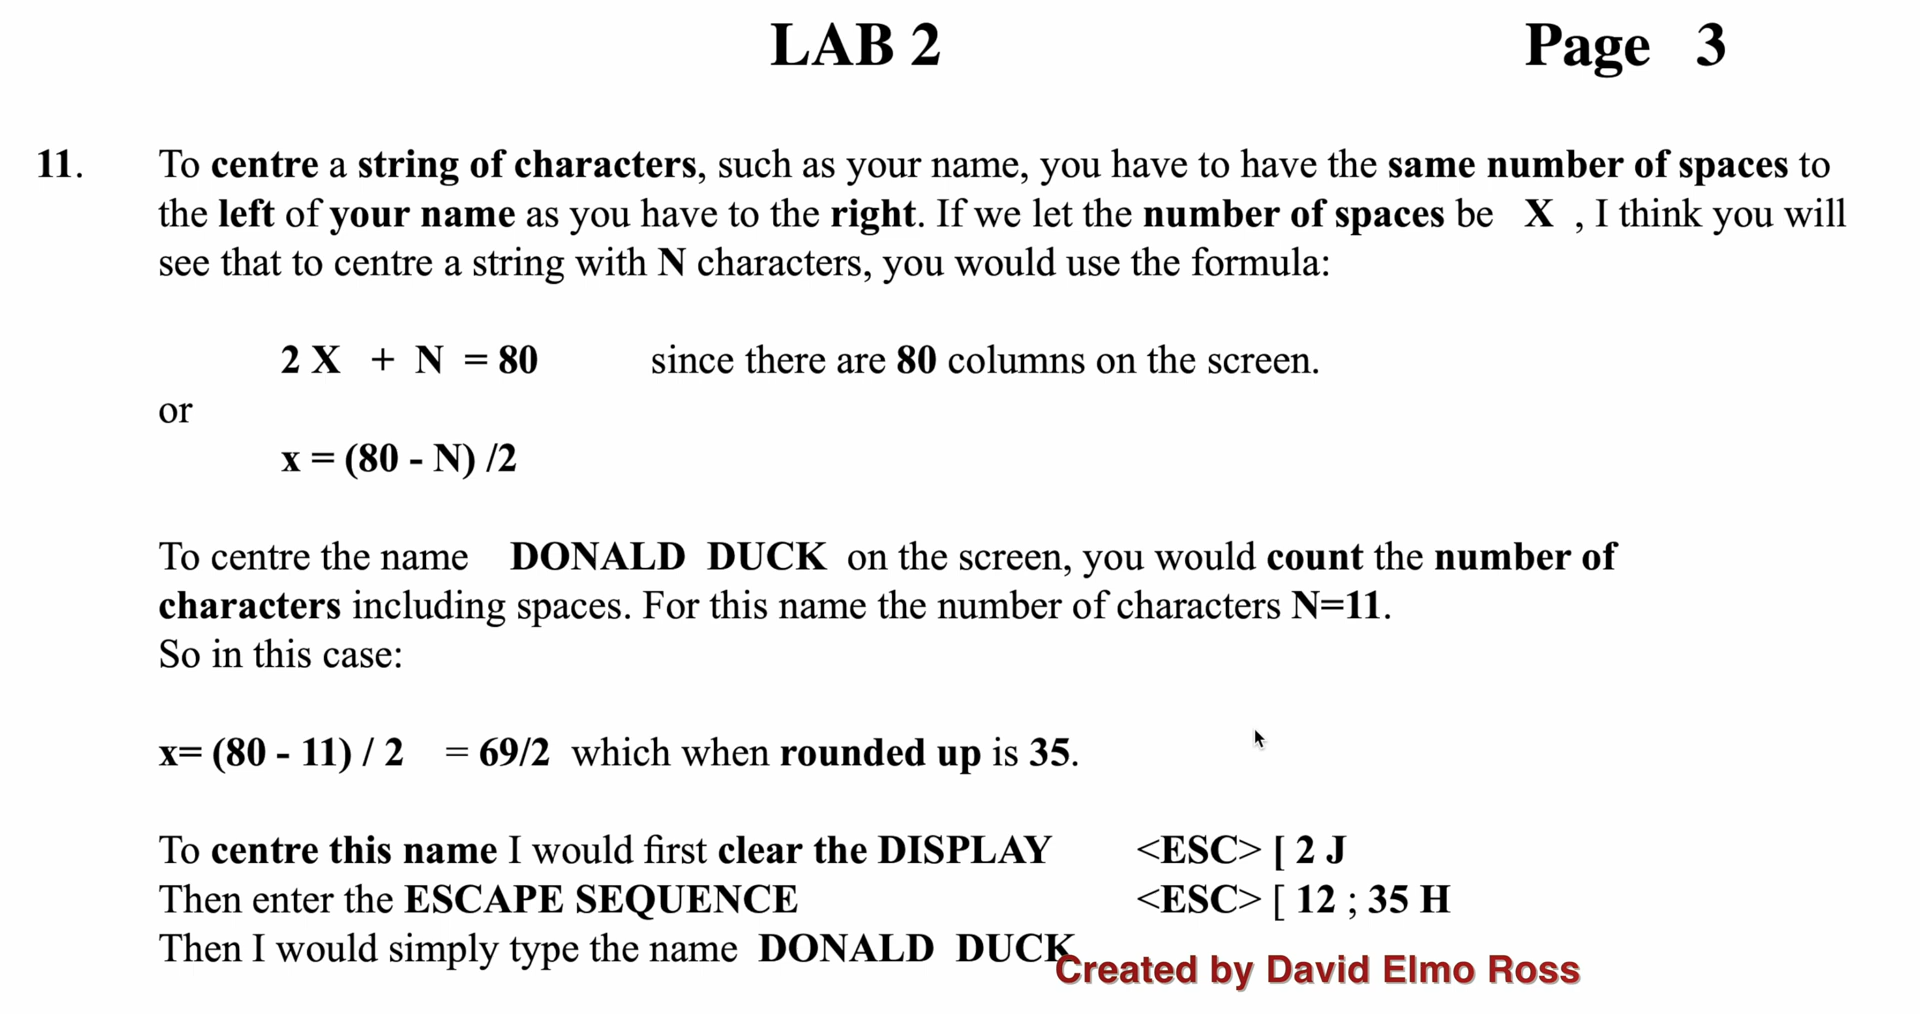 LAB 2 Page 3
11. To centre a string of characters, such as your name, you have to have the same number of spaces to
the left of your name as you have to the right. If we let the number of spaces be X , I think you will
see that to centre a string with N characters, you would use the formula:
2 X + N = 80 since there are 80 columns on the screen.
or
x = (80 - N) /2
To centre the name DONALD DUCK on the screen, you would count the number of
characters including spaces. For this name the number of characters N=11.
So in this case:
x= (80 - 11) / 2 = 69/2 which when rounded up is 35.
To centre this name I would first clear the DISPLAY <ESC> [ 2 J
Then enter the ESCAPE SEQUENCE <ESC> [ 12 ; 35 H
Then I would simply type the name DONALD DUCK
Created by David Elmo Ross